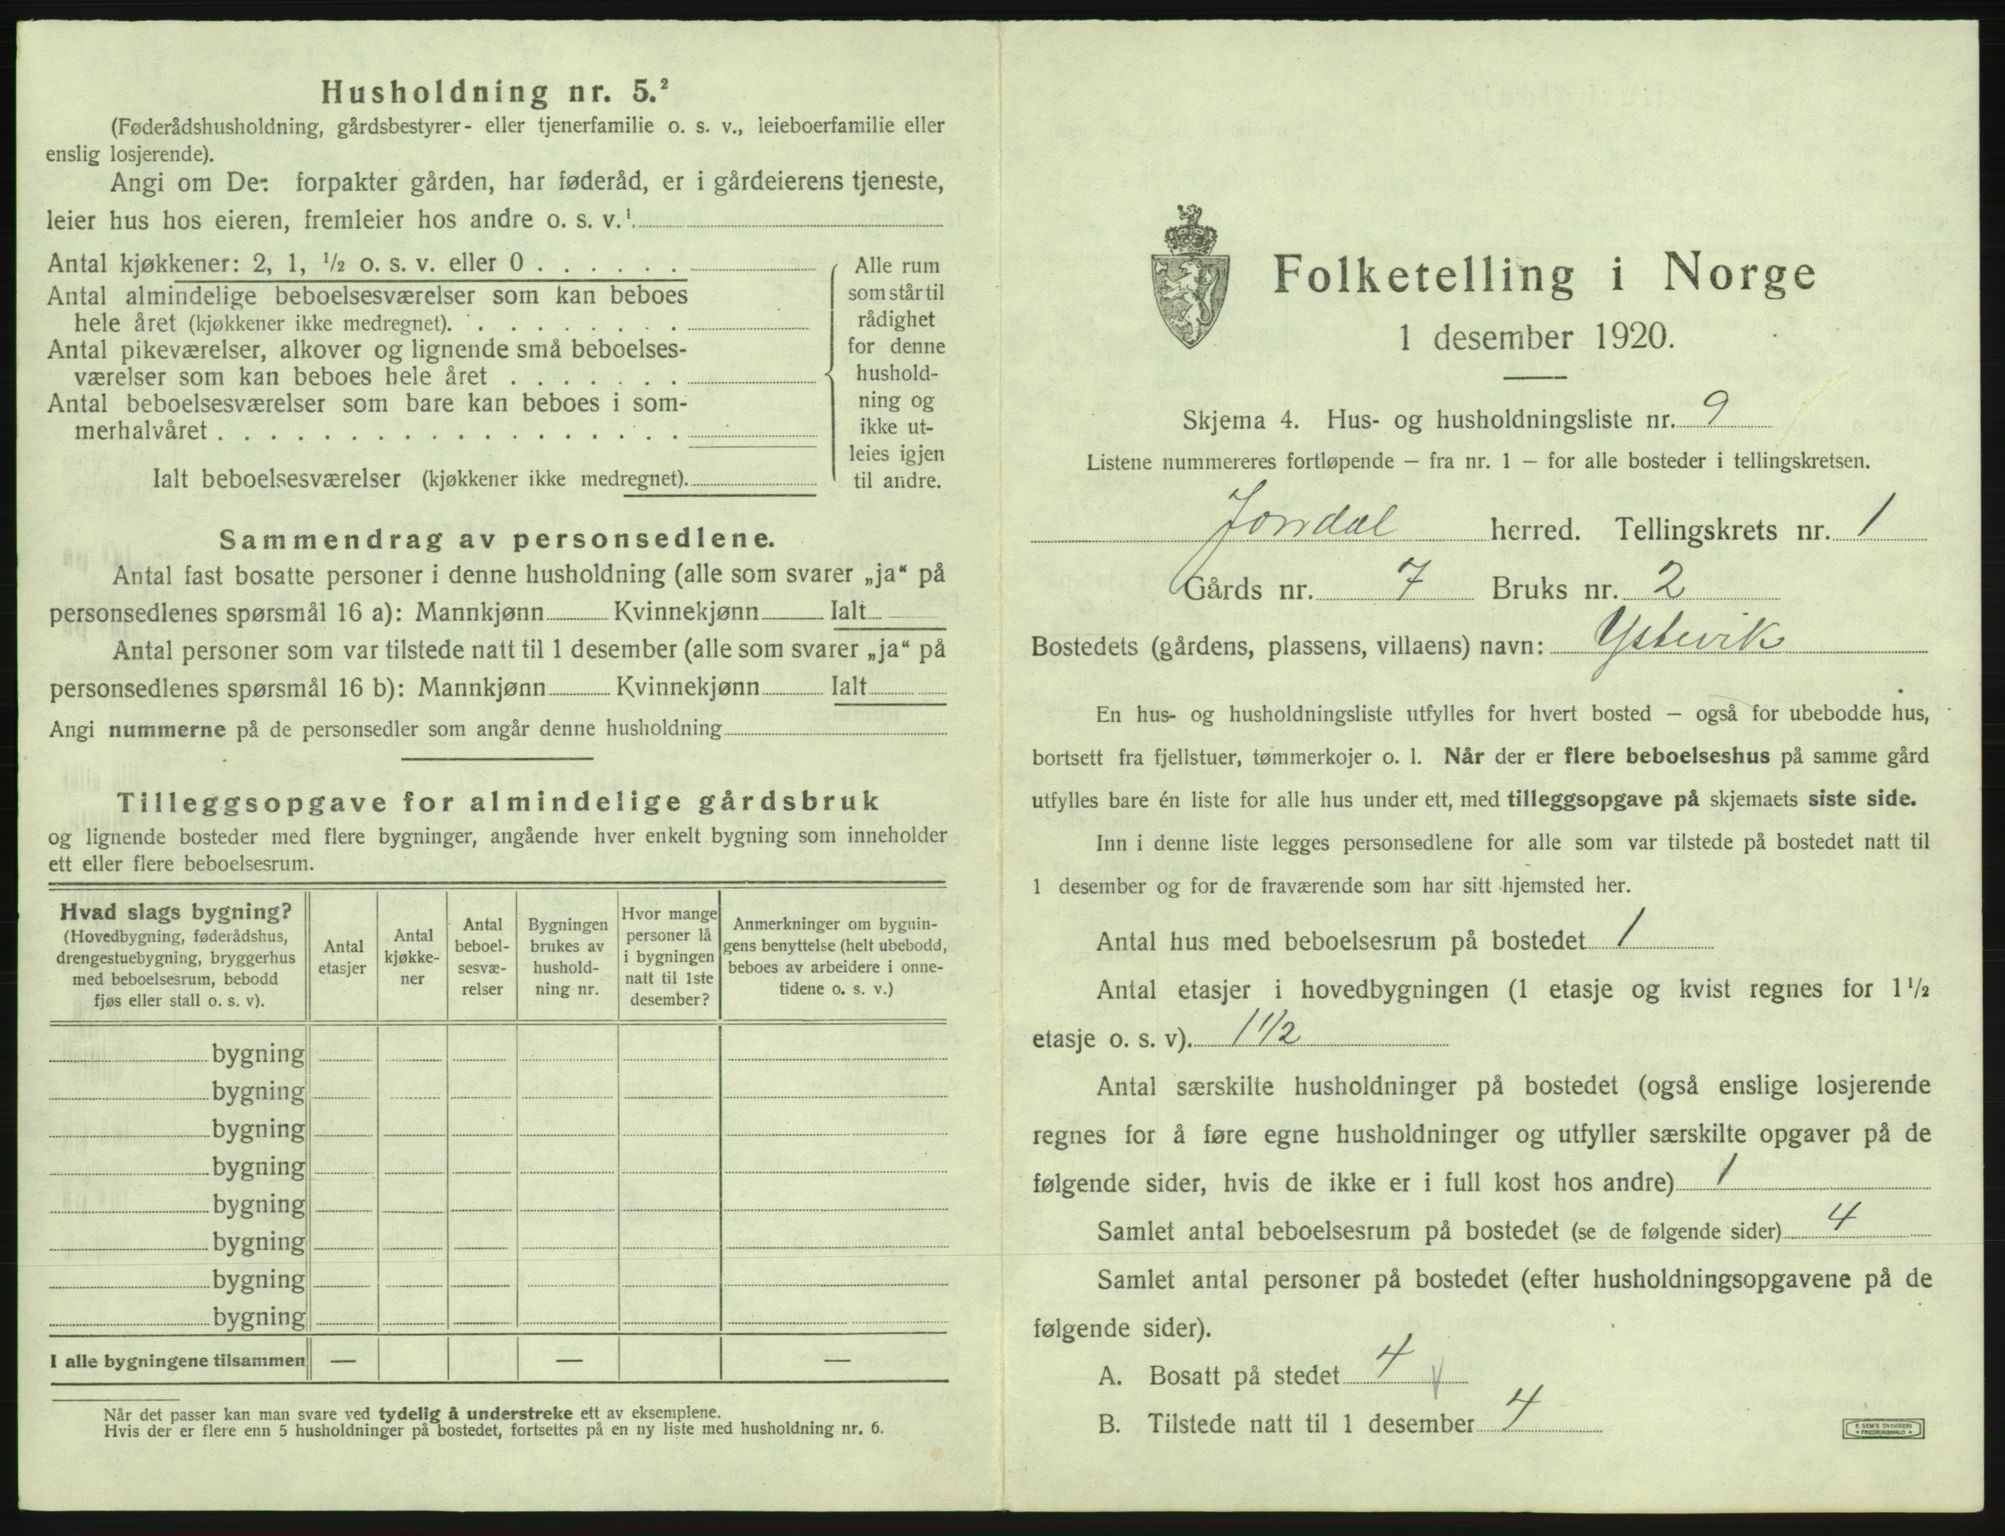 Husholdning nr. 5.²
(Føderådshusholdning, gårdsbestyrer- eller tjenerfamilie o. s. v., leieboerfamilie eller
enslig losjerende).
Angi om De: forpakter gården, har føderåd, er i gårdeierens tjeneste,
leier hus hos eieren, fremleier hos andre o. s. v.¹
Antal kjøkkener: 2, 1, ½ o. s. v. eller 0 . . . . . .
Antal almindelige beboelsesværelser som kan beboes
hele året (kjøkkener ikke medregnet). . . . . . . . .
Antal pikeværelser, alkover og lignende små beboelses-
værelser som kan beboes hele året . . . . . . .
Antal beboelsesværelser som bare kan beboes i som-
merhalvåret . . . . . . . . . . . . . . . . . .
Ialt beboelsesværelser (kjøkkener ikke medregnet).
Alle rum
som står til
rådighet
for denne
hushold-
ning og
ikke ut-
leies igjen
til andre.
Sammendrag av personsedlene.
Antal fast bosatte personer i denne husholdning (alle som svarer „ja“ på
personsedlenes spørsmål 16 a): Mannkjønn Kvinnekjønn Ialt
Antal personer som var tilstede natt til 1 desember (alle som svarer „ja“ på
personsedlenes spørsmål 16 b): Mannkjønn Kvinnekjønn Ialt
Angi nummerne på de personsedler som angår denne husholdning
Tilleggsopgave for almindelige gårdsbruk
og lignende bosteder med flere bygninger, angående hver enkelt bygning som inneholder
ett eller flere beboelsesrum.
Hvad slags bygning?
(Hovedbygning, føderådshus,
drengestuebygning, bryggerhus
med beboelsesrum, bebodd
fjøs eller stall o. s. v).
Antal
etasjer
Antal
kjøkke-
ner
Antal
beboel-
sesvæ-
relser
Bygningen
brukes av
hushold-
ning nr.
Hvor mange
personer lå
i bygningen
natt til 1ste
desember?
Anmerkninger om bygnin-
gens benyttelse (helt ubebodd,
beboes av arbeidere i onne-
tidene o. s. v.)
bygning
bygning
bygning
bygning
bygning
bygning
bygning
bygning
I alle bygningene tilsammen — — —
Når det passer kan man svare ved tydelig å understreke ett av eksemplene.
Hvis der er flere enn 5 husholdninger på bostedet, fortsettes på en ny liste med husholdning nr. 6.
Folketelling i Norge
1 desember 1920.
Skjema 4. Hus- og husholdningsliste nr. 9
Listene nummereres fortløpende – fra nr. 1 – for alle bosteder i tellingskretsen.
Jondal herred. Tellingskrets nr. 1
Gårds nr. 7 Bruks nr. 2
Bostedets (gårdens, plassens, villaens) navn: Ystevik
En hus- og husholdningsliste utfylles for hvert bosted – også for ubebodde hus,
bortsett fra fjellstuer, tømmerkojer o. l. Når der er flere beboelseshus på samme gård
utfylles bare én liste for alle hus under ett, med tilleggsopgave på skjemaets siste side.
Inn i denne liste legges personsedlene for alle som var tilstede på bostedet natt til
1 desember og for de fraværende som har sitt hjemsted her.
Antal hus med beboelsesrum på bostedet 1
Antal etasjer i hovedbygningen (1 etasje og kvist regnes for 1½
etasje o. s. v). 1 1/2
Antal særskilte husholdninger på bostedet (også enslige losjerende
regnes for å føre egne husholdninger og utfyller særskilte opgaver på de
følgende sider, hvis de ikke er i full kost hos andre) 1
Samlet antal beboelsesrum på bostedet (se de følgende sider) 4
Samlet antal personer på bostedet (efter husholdningsopgavene på de
følgende sider).
A. Bosatt på stedet 4
B. Tilstede natt til 1 desember 4
E. SEM'S TRYKKERI
• FREDRIKSHALD •